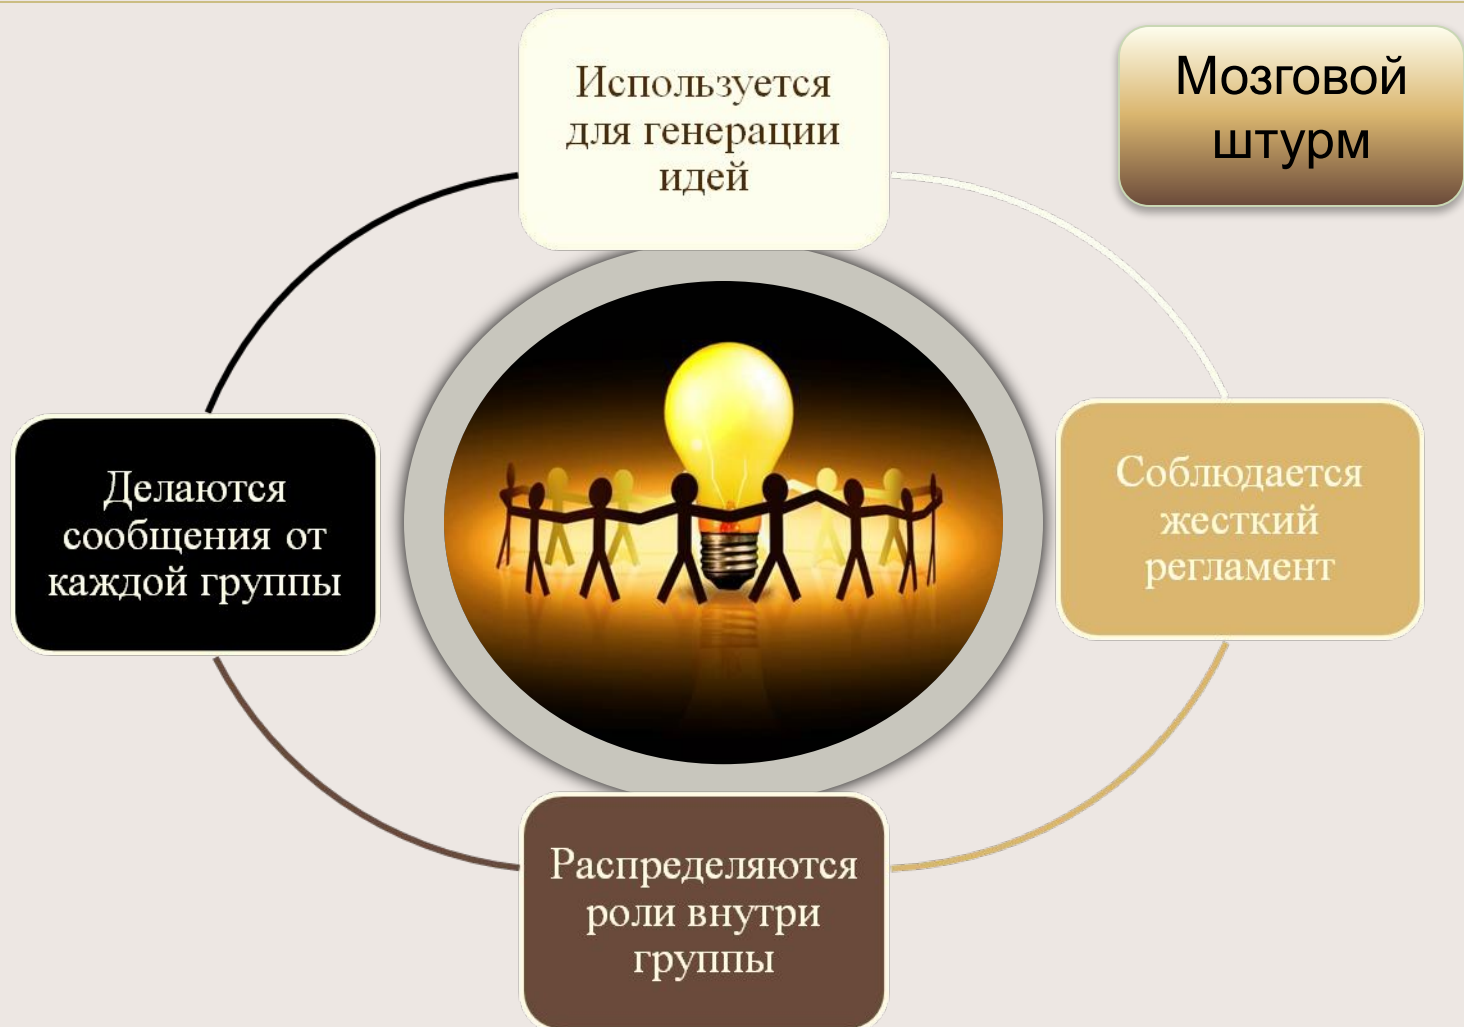 Мозговой
штурм
Используется
для генерации
идей
Соблюдается
жесткий
регламент
Распределяются
роли внутри
группы
Делаются
сообщения от
каждой группы